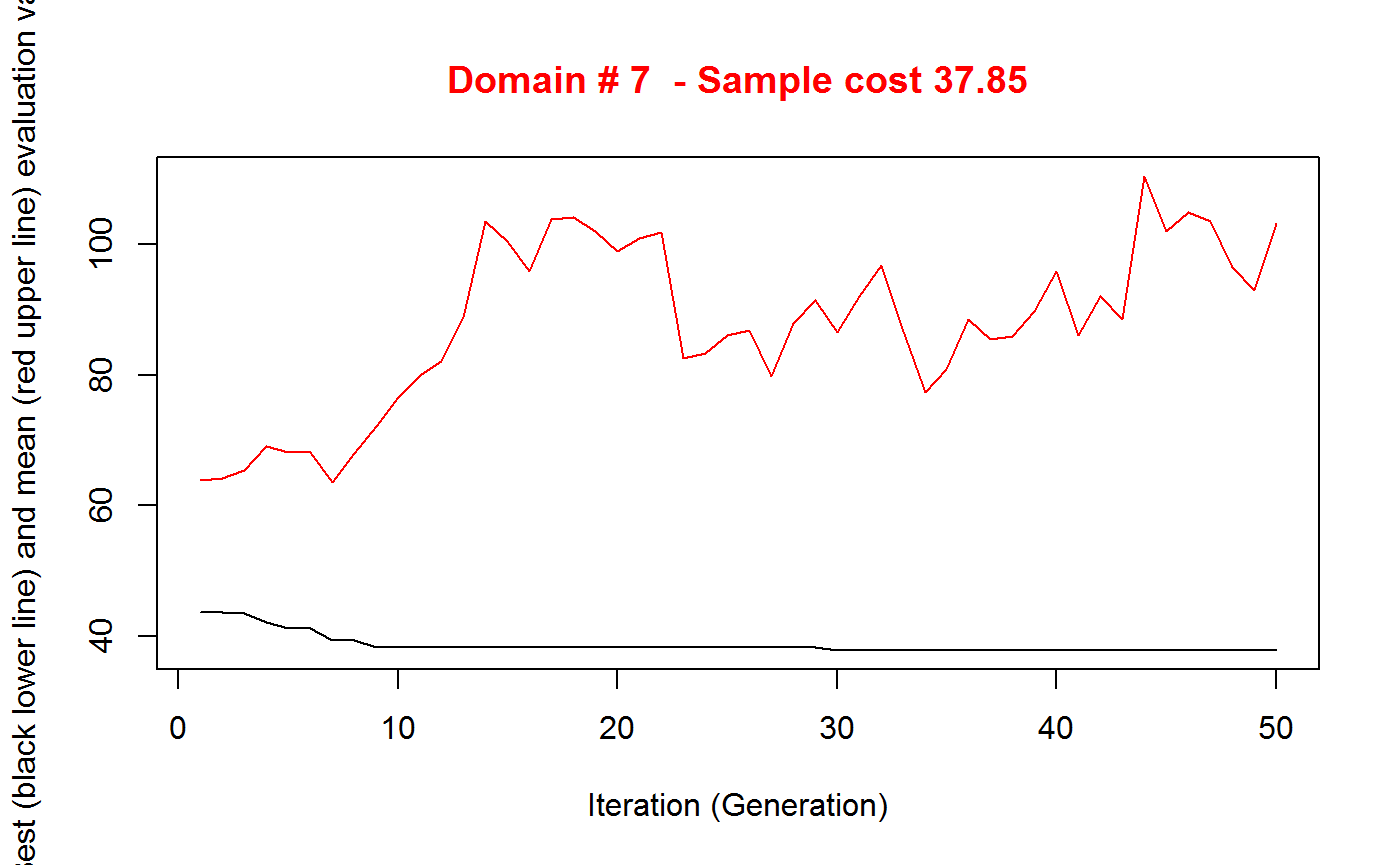 Domain # 7  - Sample cost 37.85
(black lower line) and mean (red upper line) evaluation
100
80
60
40
0 10 20 30 40 50
Iteration (Generation)